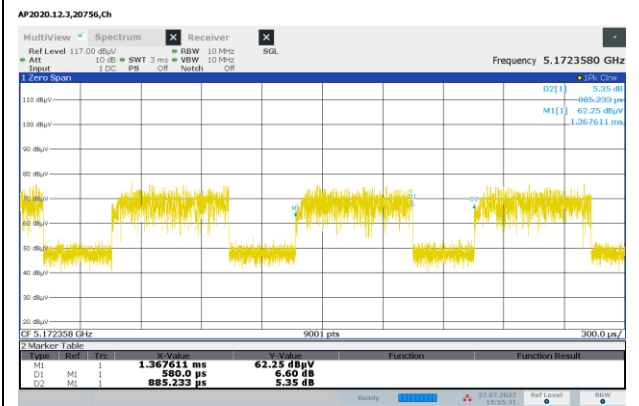 AP2020.12.3,20756,Ch
MultiView Spectrum X Receiver X
Ref Level 117.00 dBµV RBW 10 MHz SGL
Att 10 dB SWT 3 ms VBW 10 MHz Frequency 5.1723580 GHz
Input 1 DC PS Off Notch Off
1 Zero Span 1Pk Clrw
D2[1] 5.35 dB
885.233 µs
110 dBµV
M1[1] 62.25 dBµV
1.367611 ms
100 dBµV
90 dBµV
80 dBµV
70 dBµV
M1 D1 D2
60 dBµV
50 dBµV
40 dBµV
30 dBµV
20 dBµV
CF 5.172358 GHz 9001 pts 300.0 µs/
2 Marker Table
Type Ref Trc X-Value Y-Value Function Function Result
M1 1 1.367611 ms 62.25 dBµV
D1 M1 1 580.0 µs 6.60 dB
D2 M1 1 885.233 µs 5.35 dB
Ready 27.07.2022 Ref Level RBW
15:55:31